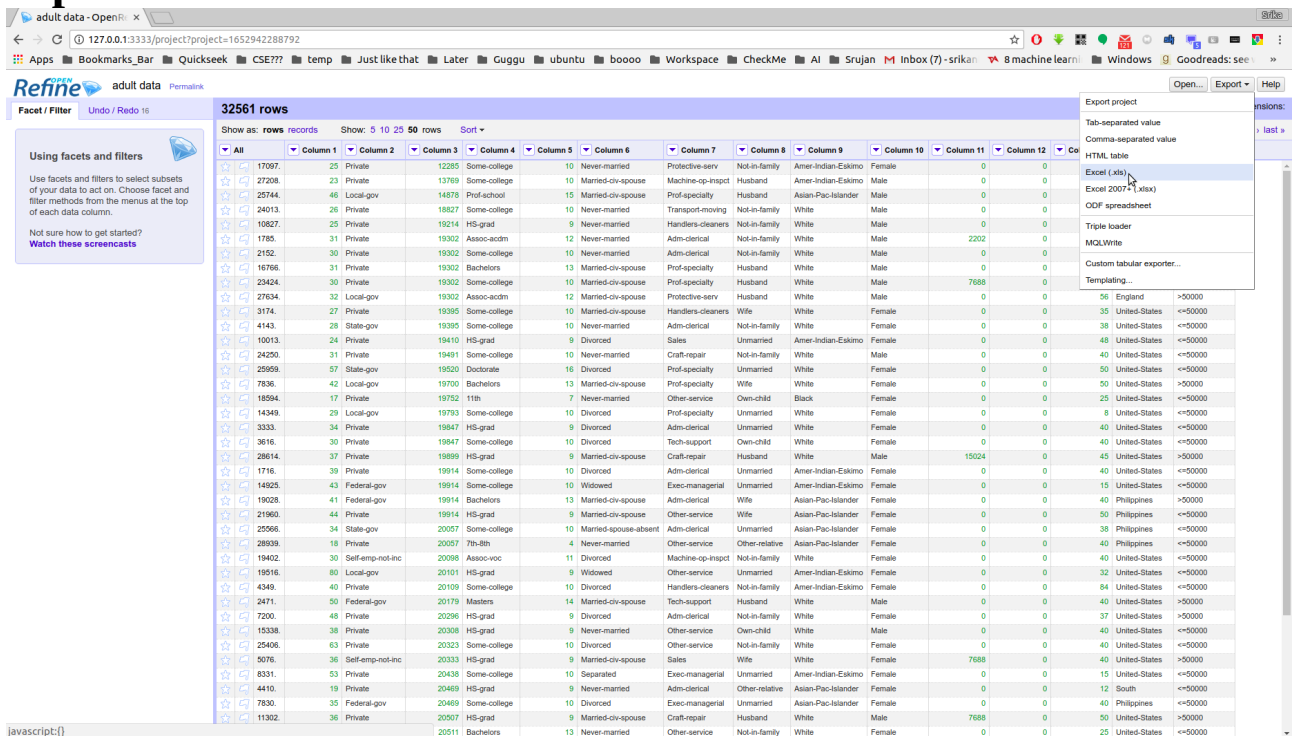 adult data - OpenR
Srika
127.0.0.1:3333/project?project=1652942288792
121
5
Apps Bookmarks_Bar Quickseek CSE??? temp Just like that Later Guggu ubuntu boooo Workspace CheckMe AI Srujan Inbox (7) - srikan 8 machine learni Windows Goodreads: see »
Refine OPEN adult data Permalink Open... Export Help
Facet / Filter Undo / Redo 16 32561 rows ensions:
Show as: rows records Show: 5 10 25 50 rows Sort › last »
Export project
Tab-separated value
Comma-separated value
HTML table
Excel (.xls)
Excel 2007+ (.xlsx)
ODF spreadsheet
Triple loader
MQLWrite
Custom tabular exporter...
Templating...
Using facets and filters
Use facets and filters to select subsets
of your data to act on. Choose facet and
filter methods from the menus at the top
of each data column.
Not sure how to get started?
Watch these screencasts
All Column 1 Column 2 Column 3 Column 4 Column 5 Column 6 Column 7 Column 8 Column 9 Column 10 Column 11 Column 12 Co
17097. 25 Private 12285 Some-college 10 Never-married Protective-serv Not-in-family Amer-Indian-Eskimo Female 0 0
27208. 23 Private 13769 Some-college 10 Married-civ-spouse Machine-op-inspct Husband Amer-Indian-Eskimo Male 0 0
25744. 46 Local-gov 14878 Prof-school 15 Married-civ-spouse Prof-specialty Husband Asian-Pac-Islander Male 0 0
24013. 26 Private 18827 Some-college 10 Never-married Transport-moving Not-in-family White Male 0 0
10827. 25 Private 19214 HS-grad 9 Never-married Handlers-cleaners Not-in-family White Male 0 0
1785. 31 Private 19302 Assoc-acdm 12 Never-married Adm-clerical Not-in-family White Male 2202 0
2152. 30 Private 19302 Some-college 10 Never-married Adm-clerical Not-in-family White Male 0 0
16766. 31 Private 19302 Bachelors 13 Married-civ-spouse Prof-specialty Husband White Male 0 0
23424. 30 Private 19302 Some-college 10 Married-civ-spouse Prof-specialty Husband White Male 7688 0
27634. 32 Local-gov 19302 Assoc-acdm 12 Married-civ-spouse Protective-serv Husband White Male 0 0 56 England >50000
3174. 27 Private 19395 Some-college 10 Married-civ-spouse Handlers-cleaners Wife White Female 0 0 35 United-States <=50000
4143. 28 State-gov 19395 Some-college 10 Never-married Adm-clerical Not-in-family White Female 0 0 38 United-States <=50000
10013. 24 Private 19410 HS-grad 9 Divorced Sales Unmarried Amer-Indian-Eskimo Female 0 0 48 United-States <=50000
24250. 31 Private 19491 Some-college 10 Never-married Craft-repair Not-in-family White Male 0 0 40 United-States <=50000
25959. 57 State-gov 19520 Doctorate 16 Divorced Prof-specialty Unmarried White Female 0 0 50 United-States <=50000
7836. 42 Local-gov 19700 Bachelors 13 Married-civ-spouse Prof-specialty Wife White Female 0 0 50 United-States >50000
18594. 17 Private 19752 11th 7 Never-married Other-service Own-child Black Female 0 0 25 United-States <=50000
14349. 29 Local-gov 19793 Some-college 10 Divorced Prof-specialty Unmarried White Female 0 0 8 United-States <=50000
3333. 34 Private 19847 HS-grad 9 Divorced Adm-clerical Unmarried White Female 0 0 40 United-States <=50000
3616. 30 Private 19847 Some-college 10 Divorced Tech-support Own-child White Female 0 0 40 United-States <=50000
28614. 37 Private 19899 HS-grad 9 Married-civ-spouse Craft-repair Husband White Male 15024 0 45 United-States >50000
1716. 39 Private 19914 Some-college 10 Divorced Adm-clerical Unmarried Amer-Indian-Eskimo Female 0 0 40 United-States <=50000
14925. 43 Federal-gov 19914 Some-college 10 Widowed Exec-managerial Unmarried Amer-Indian-Eskimo Female 0 0 15 United-States <=50000
19028. 41 Federal-gov 19914 Bachelors 13 Married-civ-spouse Adm-clerical Wife Asian-Pac-Islander Female 0 0 40 Philippines >50000
21960. 44 Private 19914 HS-grad 9 Married-civ-spouse Other-service Wife Asian-Pac-Islander Female 0 0 50 Philippines <=50000
25566. 34 State-gov 20057 Some-college 10 Married-spouse-absent Adm-clerical Unmarried Asian-Pac-Islander Female 0 0 38 Philippines <=50000
28939. 18 Private 20057 7th-8th 4 Never-married Other-service Other-relative Asian-Pac-Islander Female 0 0 40 Philippines <=50000
19402. 30 Self-emp-not-inc 20098 Assoc-voc 11 Divorced Machine-op-inspct Not-in-family White Female 0 0 40 United-States <=50000
19516. 80 Local-gov 20101 HS-grad 9 Widowed Other-service Unmarried Amer-Indian-Eskimo Female 0 0 32 United-States <=50000
4349. 40 Private 20109 Some-college 10 Divorced Handlers-cleaners Not-in-family Amer-Indian-Eskimo Female 0 0 84 United-States <=50000
2471. 50 Federal-gov 20179 Masters 14 Married-civ-spouse Tech-support Husband White Male 0 0 40 United-States >50000
7200. 48 Private 20296 HS-grad 9 Divorced Adm-clerical Not-in-family White Female 0 0 37 United-States >50000
15338. 38 Private 20308 HS-grad 9 Never-married Other-service Own-child White Male 0 0 40 United-States <=50000
25406. 63 Private 20323 Some-college 10 Divorced Other-service Not-in-family White Female 0 0 40 United-States <=50000
5076. 36 Self-emp-not-inc 20333 HS-grad 9 Married-civ-spouse Sales Wife White Female 7688 0 40 United-States >50000
8331. 53 Private 20438 Some-college 10 Separated Exec-managerial Unmarried Amer-Indian-Eskimo Female 0 0 15 United-States <=50000
4410. 19 Private 20469 HS-grad 9 Never-married Adm-clerical Other-relative Asian-Pac-Islander Female 0 0 12 South <=50000
7830. 35 Federal-gov 20469 Some-college 10 Divorced Exec-managerial Unmarried White Female 0 0 40 United-States <=50000
11302. 36 Private 20507 HS-grad 9 Married-civ-spouse Craft-repair Husband White Male 7688 0 50 United-States >50000
javascript:{} 20511 Bachelors 13 Never-married Other-service Not-in-family White Female 0 0 25 United-States <=50000